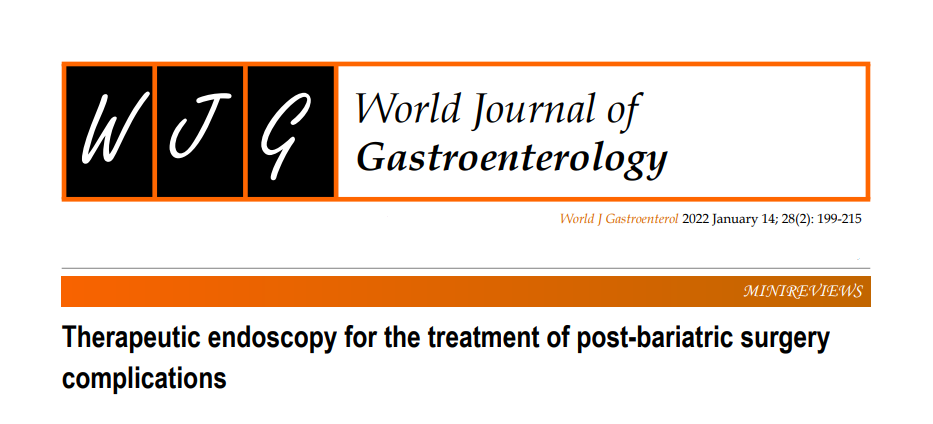 WJG
World Journal of
Gastroenterology
World J Gastroenterol 2022 January 14; 28(2): 199-215
MINIREVIEWS
Therapeutic endoscopy for the treatment of post-bariatric surgery
complications